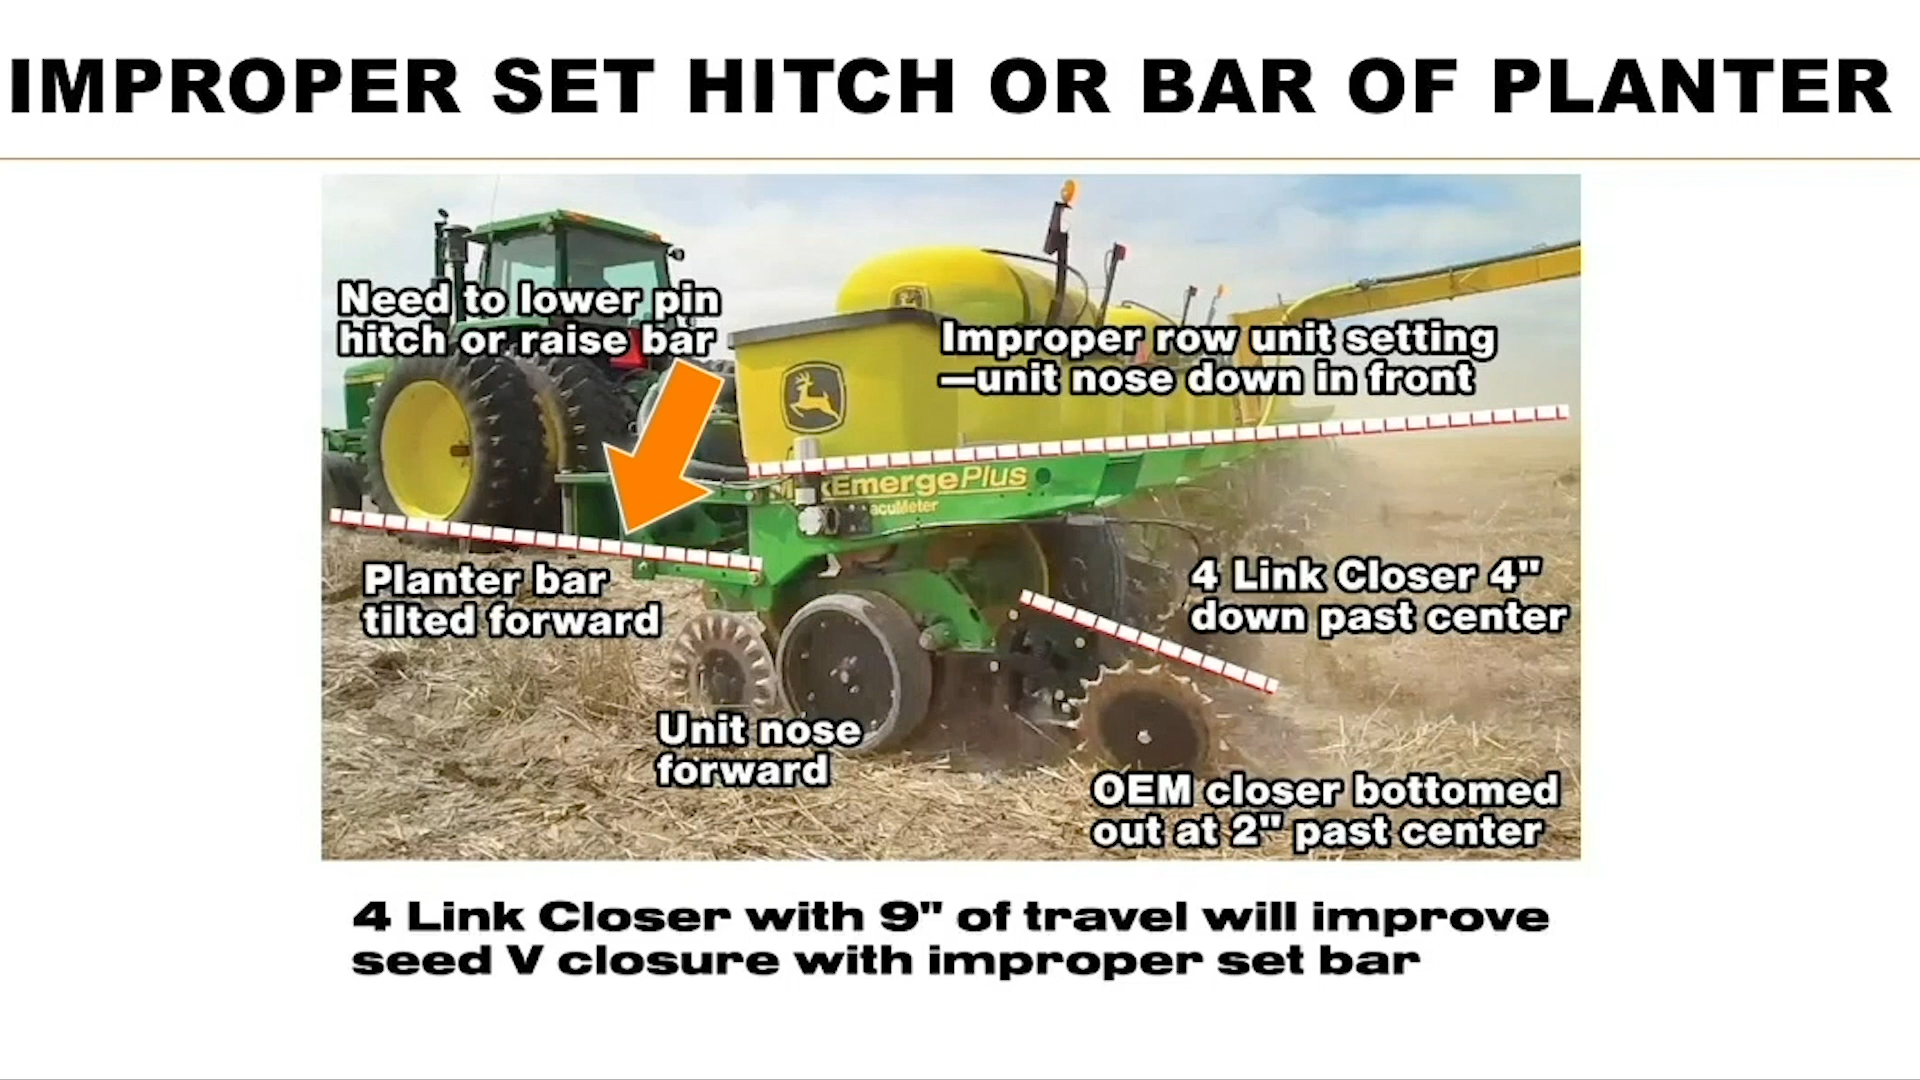 IMPROPER SET HITCH OR BAR OF PLANTER
Need to lower pin
hitch or raise bar
Improper row unit setting
—unit nose down in front
EmergePlus
Planter bar
tilted forward
4 Link Closer 4"
down past center
Unit nose
forward
OEM closer bottomed
out at 2" past center
4 Link Closer with 9" of travel will improve
seed V closure with improper set bar